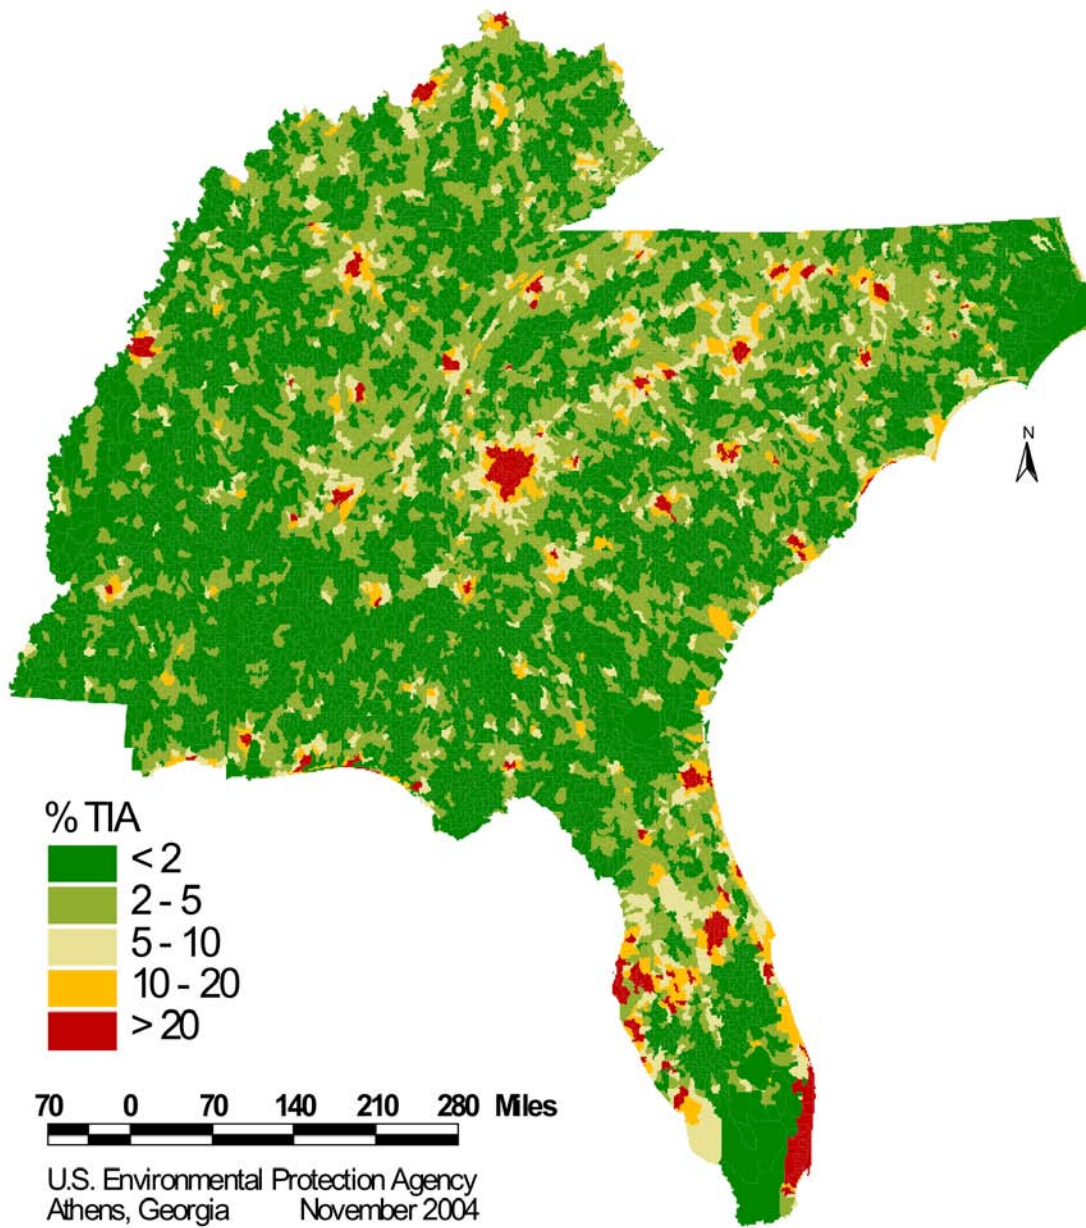 N
% TIA
< 2
2 - 5
5 - 10
10 - 20
> 20
70 0 70 140 210 280 Miles
U.S. Environmental Protection Agency
Athens, Georgia November 2004